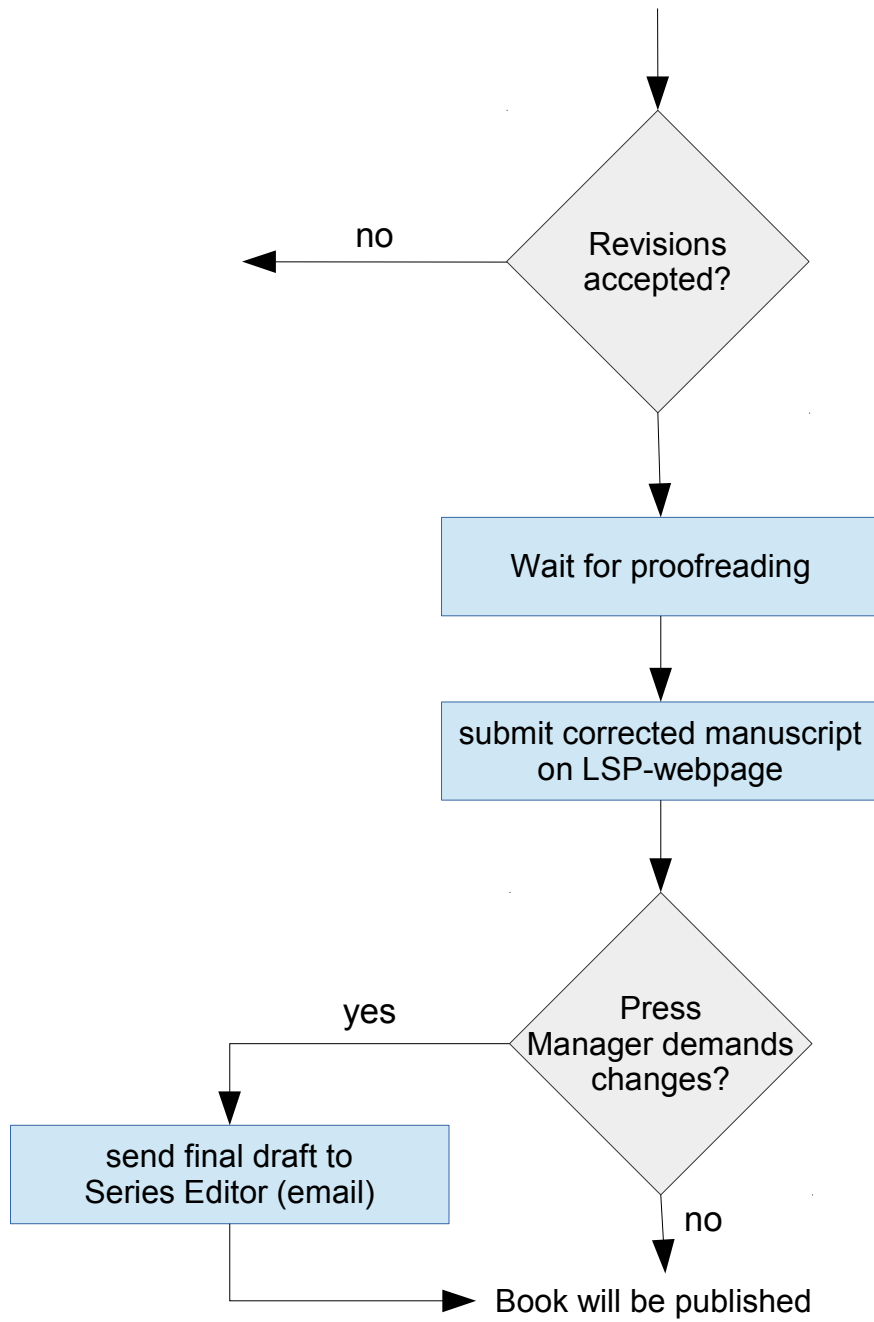 no
Revisions
accepted?
Wait for proofreading
submit corrected manuscript
on LSP-webpage
yes
Press
Manager demands
changes?
send final draft to
Series Editor (email)
no
Book will be published